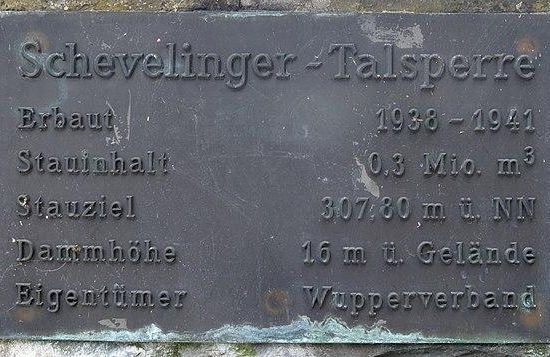 Schevelinger-Talsperre
Erbaut 1938 - 1941
Stauinhalt 0,3 Mio. m³
Stauziel 307,80 m ü. NN
Dammhöhe 16 m ü. Gelände
Eigentümer Wupperverband